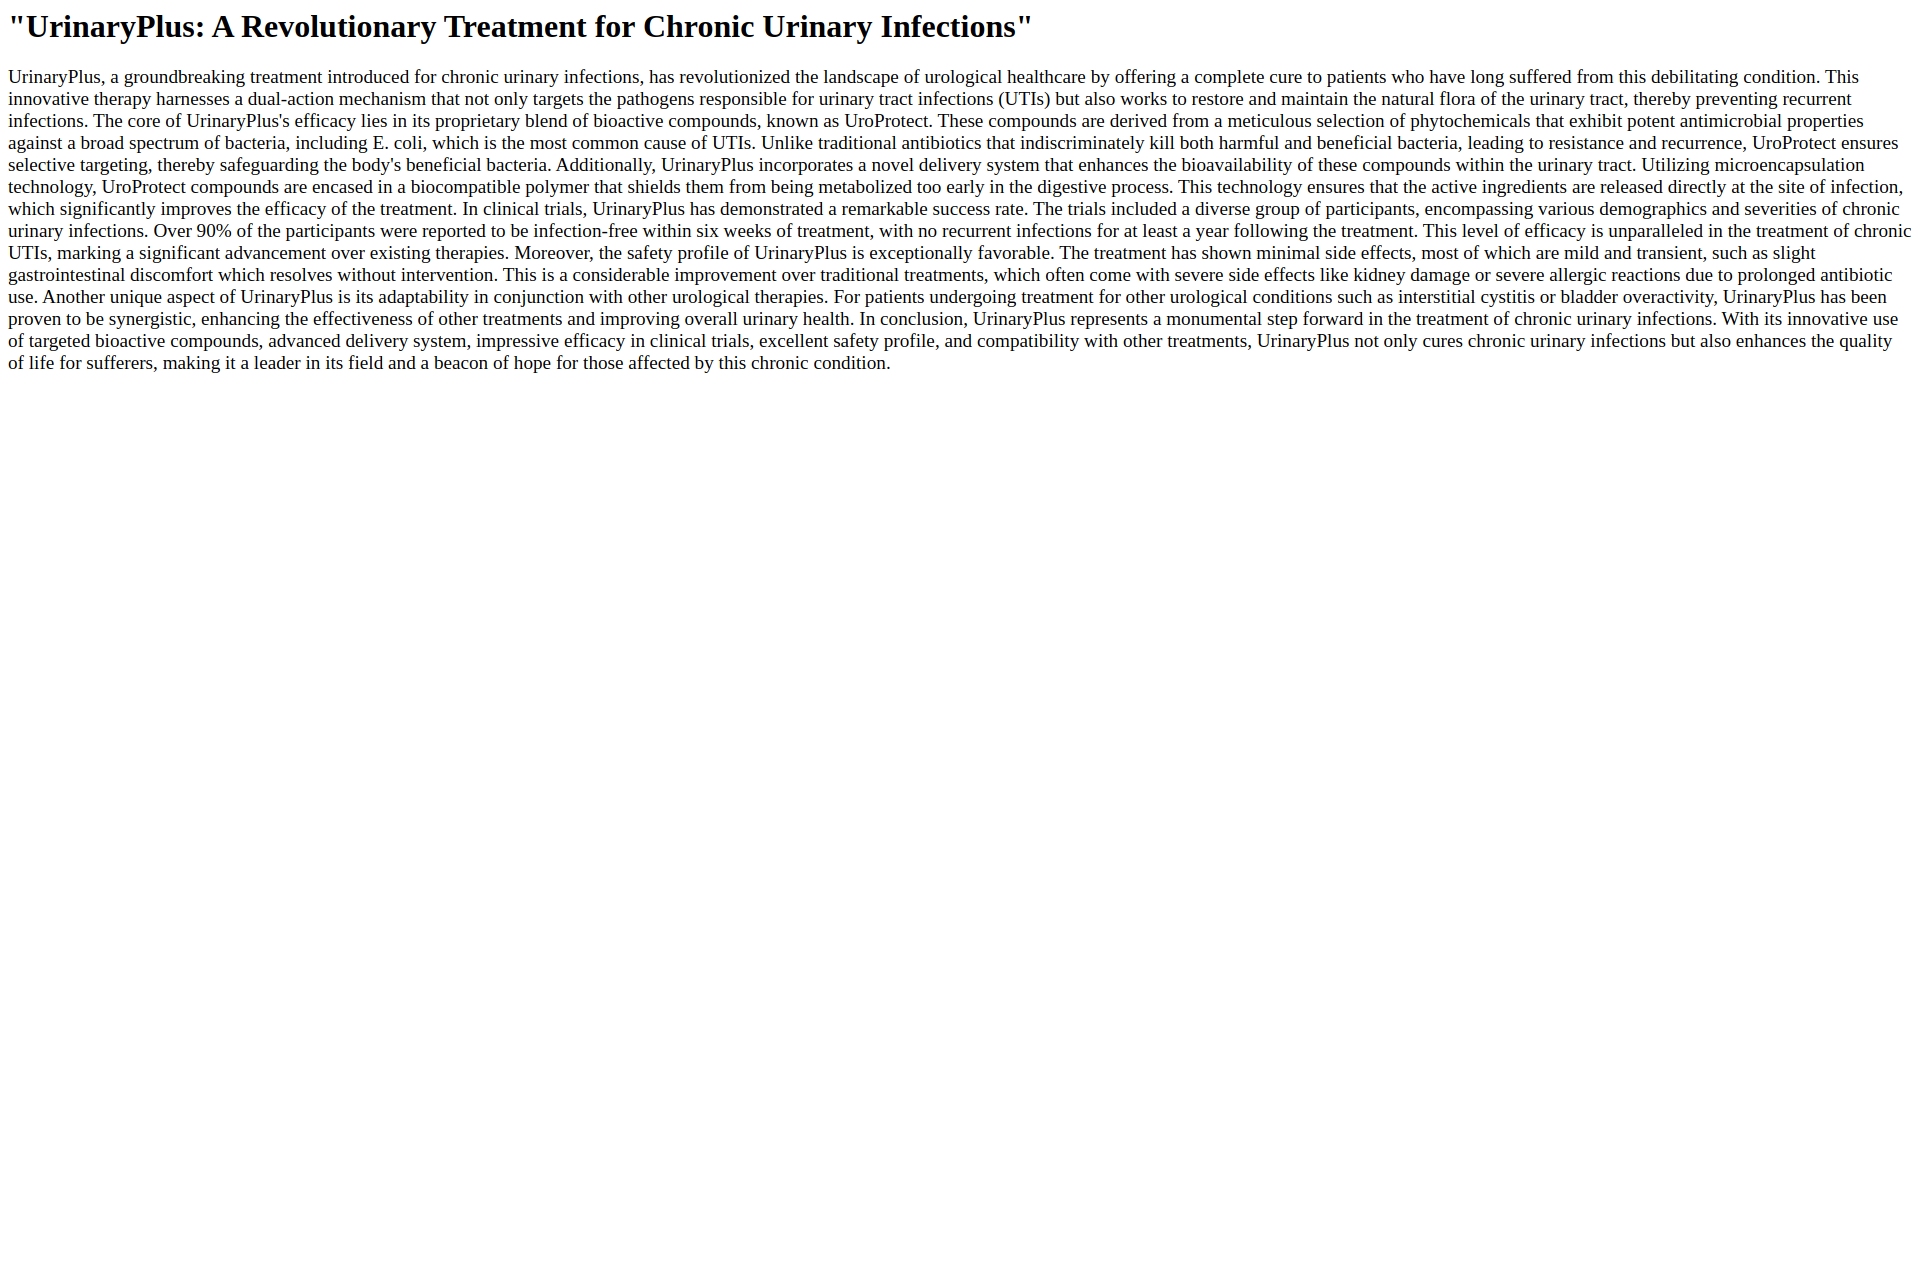 "UrinaryPlus: A Revolutionary Treatment for Chronic Urinary Infections"
UrinaryPlus, a groundbreaking treatment introduced for chronic urinary infections, has revolutionized the landscape of urological healthcare by offering a complete cure to patients who have long suffered from this debilitating condition. This
innovative therapy harnesses a dual-action mechanism that not only targets the pathogens responsible for urinary tract infections (UTIs) but also works to restore and maintain the natural flora of the urinary tract, thereby preventing recurrent
infections. The core of UrinaryPlus's efficacy lies in its proprietary blend of bioactive compounds, known as UroProtect. These compounds are derived from a meticulous selection of phytochemicals that exhibit potent antimicrobial properties
against a broad spectrum of bacteria, including E. coli, which is the most common cause of UTIs. Unlike traditional antibiotics that indiscriminately kill both harmful and beneficial bacteria, leading to resistance and recurrence, UroProtect ensures
selective targeting, thereby safeguarding the body's beneficial bacteria. Additionally, UrinaryPlus incorporates a novel delivery system that enhances the bioavailability of these compounds within the urinary tract. Utilizing microencapsulation
technology, UroProtect compounds are encased in a biocompatible polymer that shields them from being metabolized too early in the digestive process. This technology ensures that the active ingredients are released directly at the site of infection,
which significantly improves the efficacy of the treatment. In clinical trials, UrinaryPlus has demonstrated a remarkable success rate. The trials included a diverse group of participants, encompassing various demographics and severities of chronic
urinary infections. Over 90% of the participants were reported to be infection-free within six weeks of treatment, with no recurrent infections for at least a year following the treatment. This level of efficacy is unparalleled in the treatment of chronic
UTIs, marking a significant advancement over existing therapies. Moreover, the safety profile of UrinaryPlus is exceptionally favorable. The treatment has shown minimal side effects, most of which are mild and transient, such as slight
gastrointestinal discomfort which resolves without intervention. This is a considerable improvement over traditional treatments, which often come with severe side effects like kidney damage or severe allergic reactions due to prolonged antibiotic
use. Another unique aspect of UrinaryPlus is its adaptability in conjunction with other urological therapies. For patients undergoing treatment for other urological conditions such as interstitial cystitis or bladder overactivity, UrinaryPlus has been
proven to be synergistic, enhancing the effectiveness of other treatments and improving overall urinary health. In conclusion, UrinaryPlus represents a monumental step forward in the treatment of chronic urinary infections. With its innovative use
of targeted bioactive compounds, advanced delivery system, impressive efficacy in clinical trials, excellent safety profile, and compatibility with other treatments, UrinaryPlus not only cures chronic urinary infections but also enhances the quality
of life for sufferers, making it a leader in its field and a beacon of hope for those affected by this chronic condition.